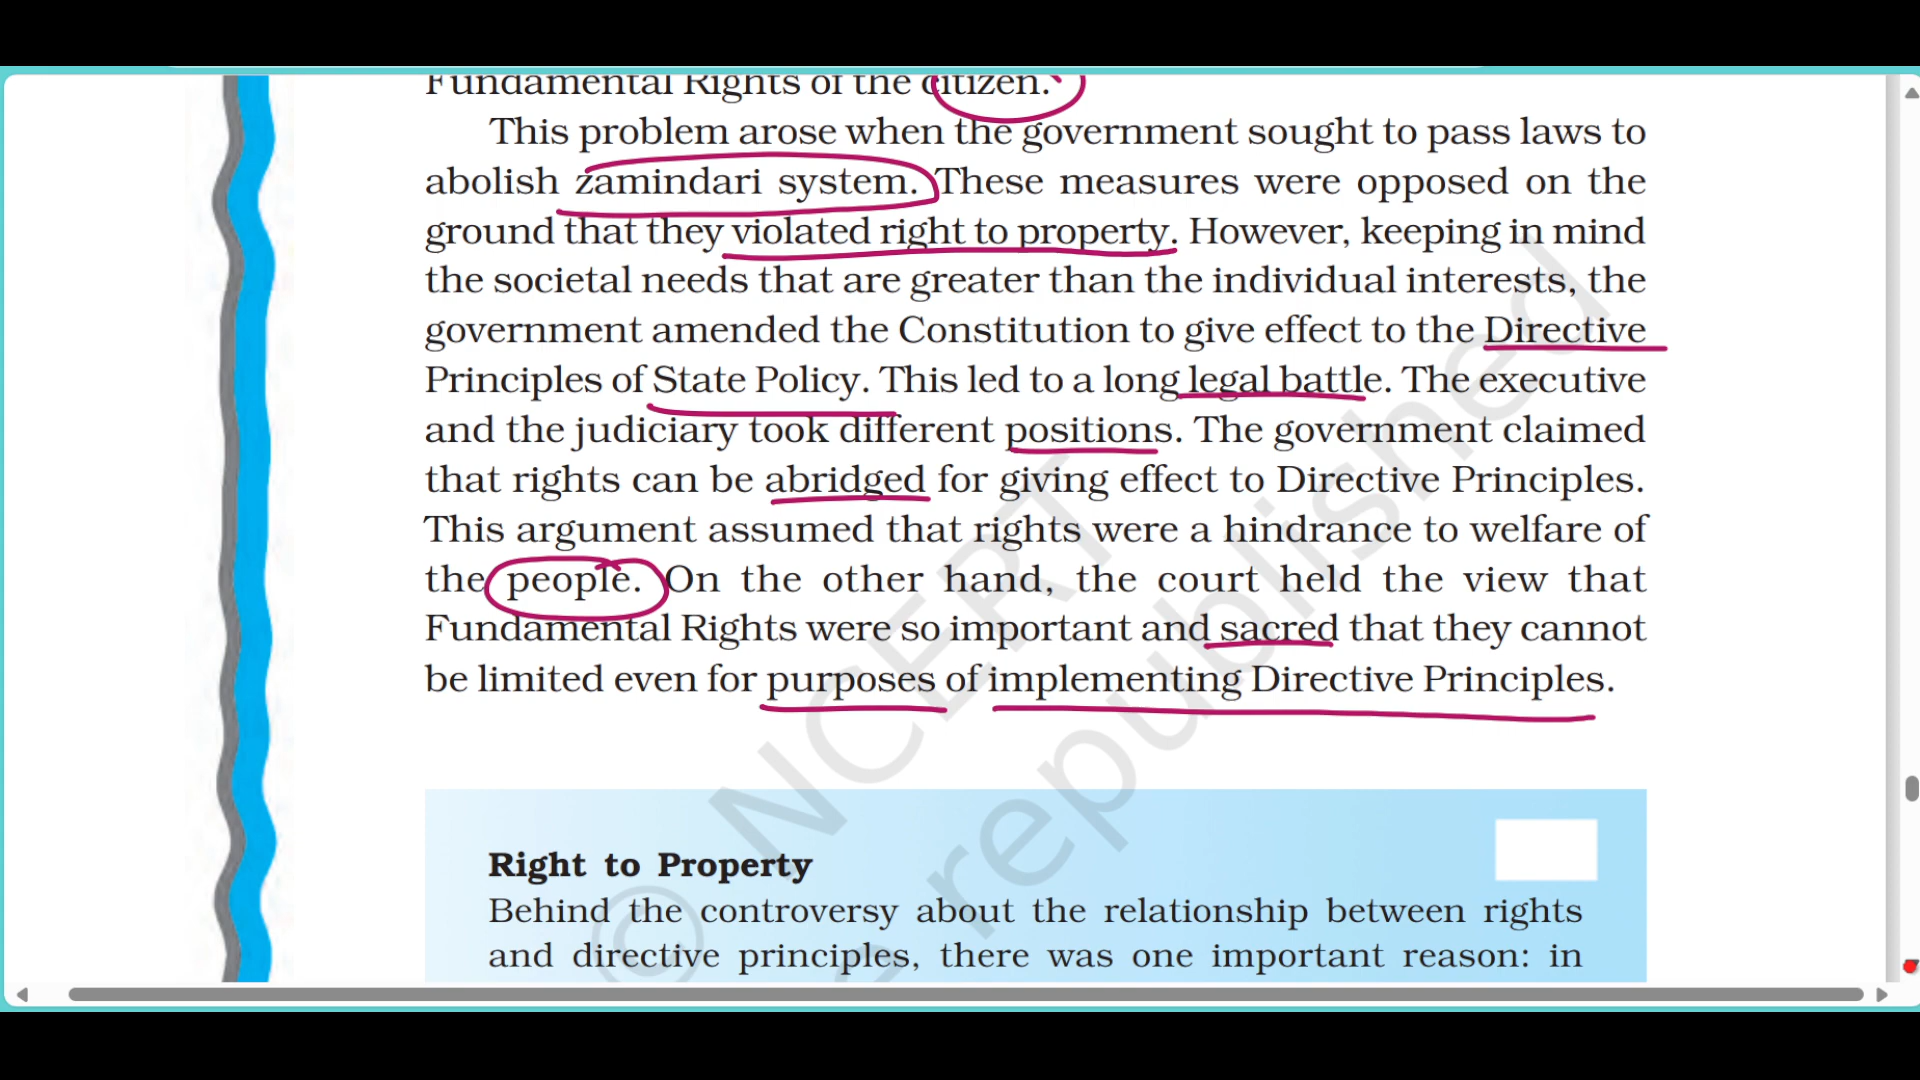 Fundamental Rights of the citizen.
This problem arose when the government sought to pass laws to
abolish zamindari system. These measures were opposed on the
ground that they violated right to property. However, keeping in mind
the societal needs that are greater than the individual interests, the
government amended the Constitution to give effect to the Directive
Principles of State Policy. This led to a long legal battle. The executive
and the judiciary took different positions. The government claimed
that rights can be abridged for giving effect to Directive Principles.
This argument assumed that rights were a hindrance to welfare of
the people. On the other hand, the court held the view that
Fundamental Rights were so important and sacred that they cannot
be limited even for purposes of implementing Directive Principles.
© NCERT
republished
Right to Property
Behind the controversy about the relationship between rights
and directive principles, there was one important reason: in